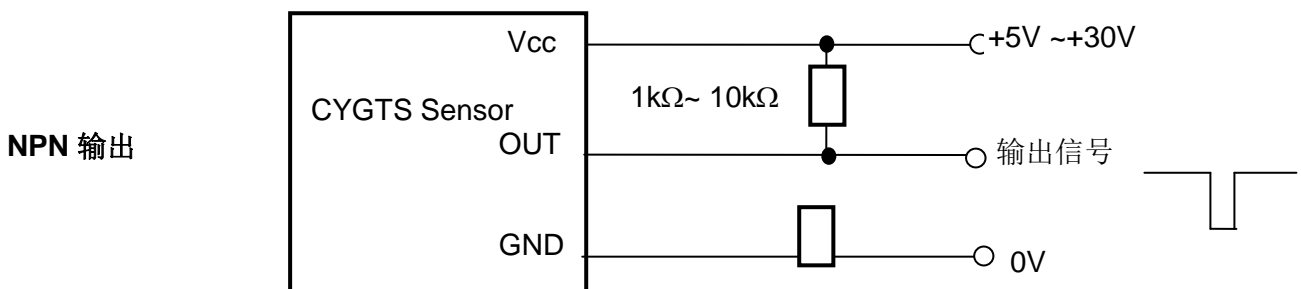 Vcc
+5V ~+30V
1kΩ~ 10kΩ
CYGTS Sensor
NPN 输出
OUT
输出信号
GND
0V